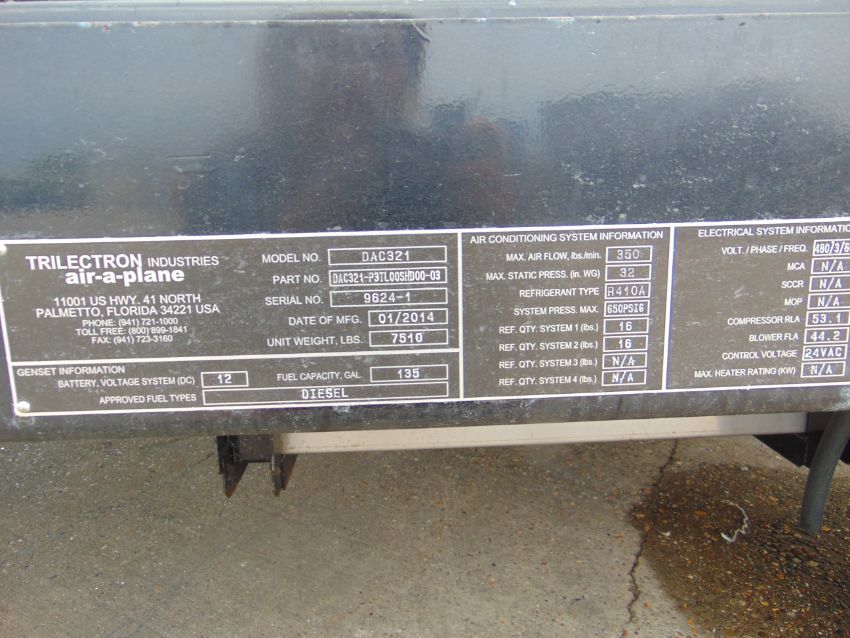 TRILECTRON INDUSTRIES
air-a-plane
11001 US HWY. 41 NORTH
PALMETTO, FLORIDA 34221 USA
PHONE: (941) 721-1000
TOLL FREE: (800) 899-1841
FAX: (941) 723-3160
MODEL NO. DAC321
PART NO. DAC321-P3TL00SHD00-03
SERIAL NO. 9624-1
DATE OF MFG. 01/2014
UNIT WEIGHT, LBS. 7510
GENSET INFORMATION
BATTERY, VOLTAGE SYSTEM (DC) 12 FUEL CAPACITY, GAL. 135
APPROVED FUEL TYPES DIESEL
AIR CONDITIONING SYSTEM INFORMATION
MAX. AIR FLOW, lbs./min. 350
MAX. STATIC PRESS. (in. WG) 32
REFRIGERANT TYPE R410A
SYSTEM PRESS. MAX. 650PSIG
REF. QTY. SYSTEM 1 (lbs.) 16
REF. QTY. SYSTEM 2 (lbs.) 16
REF. QTY. SYSTEM 3 (lbs.) N/A
REF. QTY. SYSTEM 4 (lbs.) N/A
ELECTRICAL SYSTEM INFORMATION
VOLT. / PHASE / FREQ. 480/3/6
MCA N/A
SCCR N/A
MOP N/A
COMPRESSOR RLA 53.1
BLOWER FLA 44.2
CONTROL VOLTAGE 24VAC
MAX. HEATER RATING (KW) N/A